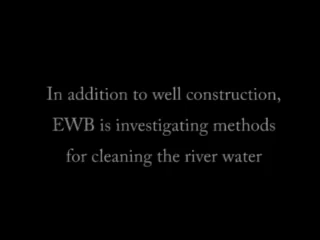 In addition to well construction,
EWB is investigating methods
for cleaning the river water